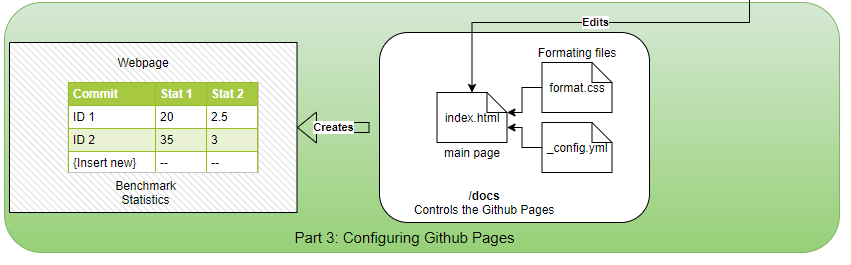 Edits
Webpage
Commit Stat 1 Stat 2
ID 1 20 2.5
ID 2 35 3
{Insert new} -- --
Benchmark
Statistics
Creates
Formating files
format.css
index.html
_config.yml
main page
/docs
Controls the Github Pages
Part 3: Configuring Github Pages